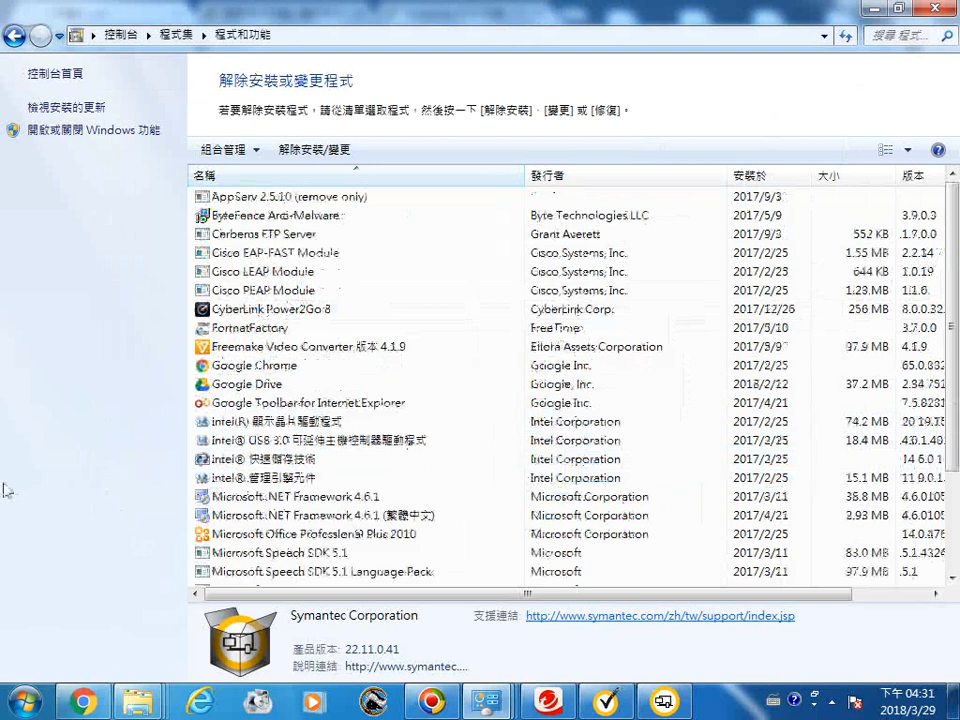 控制台 程式集 程式和功能 搜尋 程式...
控制台首頁
檢視安裝的更新
開啟或關閉 Windows 功能
解除安裝或變更程式
若要解除安裝程式，請從清單選取程式，然後按一下 [解除安裝]、[變更] 或 [修復]。
組合管理 解除安裝/變更
名稱 發行者 安裝於 大小 版本
AppServ 2.5.10 (remove only) 2017/9/3
ByteFence Anti-Malware Byte Technologies LLC 2017/5/9 3.9.0.3
Cerberus FTP Server Grant Averett 2017/9/3 552 KB 1.7.0.0
Cisco EAP-FAST Module Cisco Systems, Inc. 2017/2/25 1.55 MB 2.2.14
Cisco LEAP Module Cisco Systems, Inc. 2017/2/25 644 KB 1.0.19
Cisco PEAP Module Cisco Systems, Inc. 2017/2/25 1.23 MB 1.1.6
CyberLink Power2Go 8 CyberLink Corp. 2017/12/26 256 MB 8.0.0.32
FormatFactory FreeTime 2017/5/10 3.7.0.0
Freemake Video Converter 版本 4.1.9 Ellora Assets Corporation 2017/5/9 97.9 MB 4.1.9
Google Chrome Google Inc. 2017/2/25 65.0.
Google Drive Google, Inc. 2018/2/12 37.2 MB 2.34.
Google Toolbar for Internet Explorer Google Inc. 2017/4/21 7.5.8231
Intel(R) 顯示晶片驅動程式 Intel Corporation 2017/2/25 74.2 MB 20.19.15
Intel® USB 3.0 可延伸主機控制器驅動程式 Intel Corporation 2017/2/25 18.4 MB
Intel® 快速儲存技術 Intel Corporation 2017/2/25 14.6.0.1
Intel® 管理引擎元件 Intel Corporation 2017/2/25 15.1 MB 11.9.0.1
Microsoft .NET Framework 4.6.1 Microsoft Corporation 2017/3/11 38.8 MB 4.6.0105
Microsoft .NET Framework 4.6.1 (繁體中文) Microsoft Corporation 2017/4/21 2.93 MB 4.6.0105
Microsoft Office Professional Plus 2010 Microsoft Corporation 2017/2/25 14.0.476
Microsoft Speech SDK 5.1 Microsoft 2017/3/11 83.0 MB 5.1.4324
Microsoft Speech SDK 5.1 Language Pack Microsoft 2017/3/11 97.9 MB 5.1
Symantec Corporation 支援連結: http://www.symantec.com/zh/tw/support/index.jsp
產品版本: 22.11.0.41
說明連結: http://www.symantec....
下午 04:31
2018/3/29